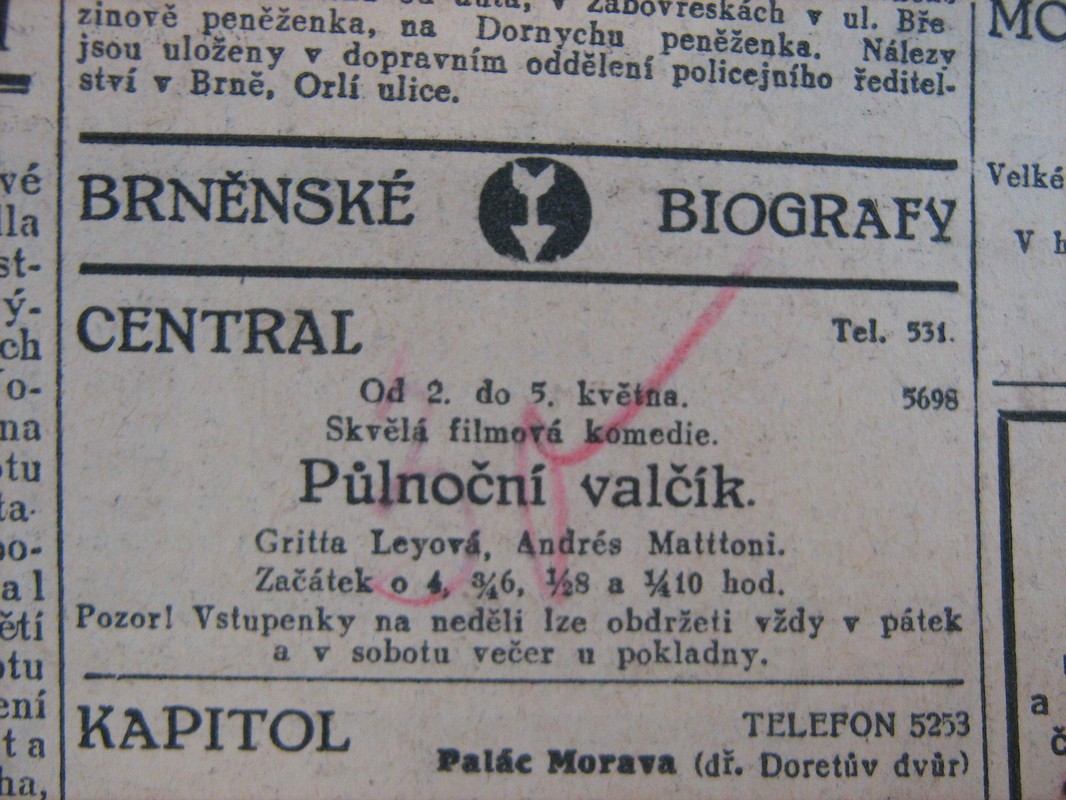 zinově peněženka, na Dornychu peněženka. Nálezy
jsou uloženy v dopravním oddělení policejního ředitel-
ství v Brně, Orlí ulice.
BRNĚNSKÉ BIOGRAFY
CENTRAL Tel. 531.
Od 2. do 5. května. 5698
Skvělá filmová komedie.
Půlnoční valčík.
Gritta Leyová, Andrés Matttoni.
Začátek o 4, ¾6, ½8 a ¼10 hod.
Pozor! Vstupenky na neděli lze obdržeti vždy v pátek
a v sobotu večer u pokladny.
KAPITOL TELEFON 5253
Palác Morava (dř. Doretův dvůr)
Velké
V
a